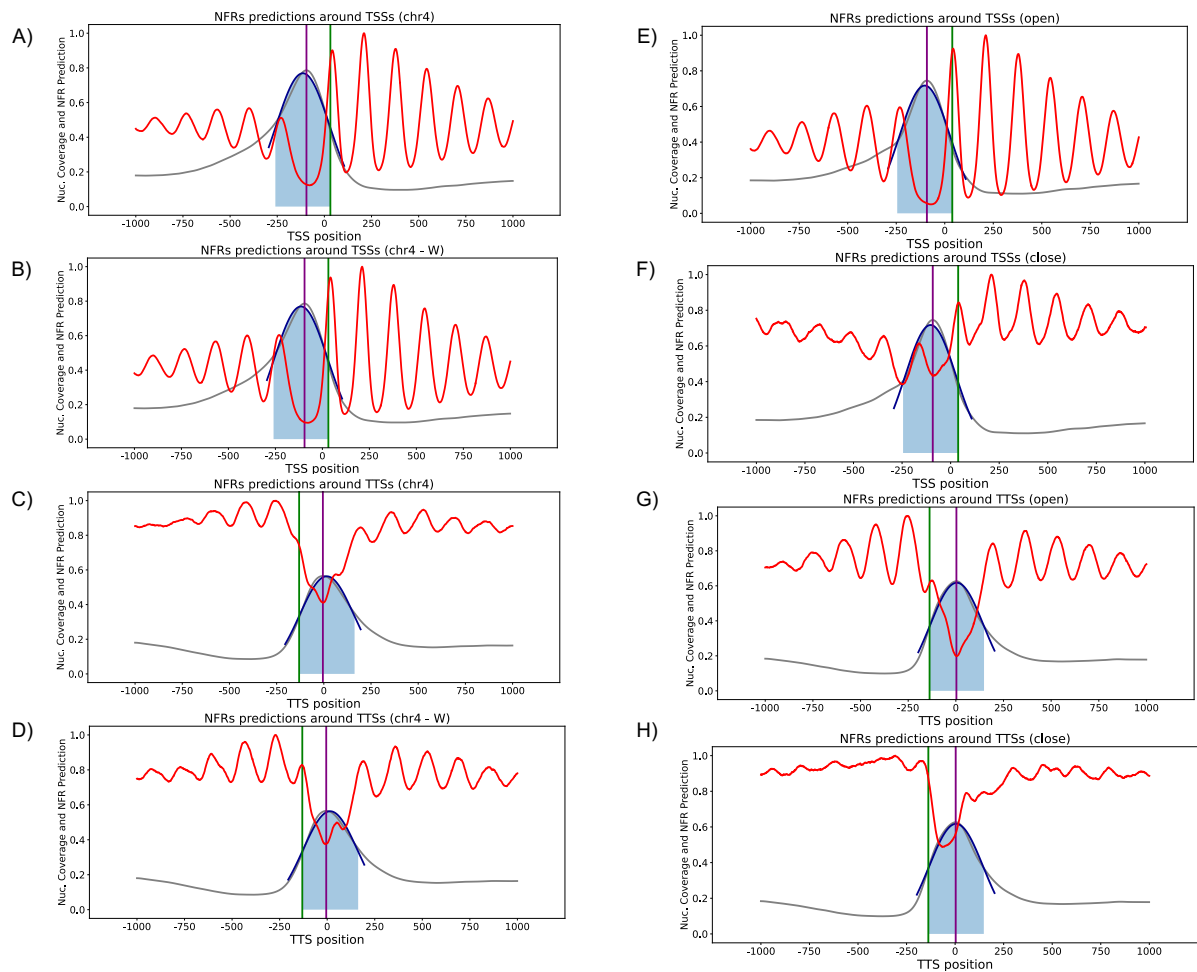 A)
NFRs predictions around TSSs (chr4)
Nuc. Coverage and NFR Prediction
1.0
0.8
0.6
0.4
0.2
0.0
-1000 -750 -500 -250 0 250 500 750 1000
TSS position
B)
NFRs predictions around TSSs (chr4 - W)
Nuc. Coverage and NFR Prediction
1.0
0.8
0.6
0.4
0.2
0.0
-1000 -750 -500 -250 0 250 500 750 1000
TSS position
C)
NFRs predictions around TTSs (chr4)
Nuc. Coverage and NFR Prediction
1.0
0.8
0.6
0.4
0.2
0.0
-1000 -750 -500 -250 0 250 500 750 1000
TTS position
D)
NFRs predictions around TTSs (chr4 - W)
Nuc. Coverage and NFR Prediction
1.0
0.8
0.6
0.4
0.2
0.0
-1000 -750 -500 -250 0 250 500 750 1000
TTS position
E)
NFRs predictions around TSSs (open)
Nuc. Coverage and NFR Prediction
1.0
0.8
0.6
0.4
0.2
0.0
-1000 -750 -500 -250 0 250 500 750 1000
TSS position
F)
NFRs predictions around TSSs (close)
Nuc. Coverage and NFR Prediction
1.0
0.8
0.6
0.4
0.2
0.0
-1000 -750 -500 -250 0 250 500 750 1000
TSS position
G)
NFRs predictions around TTSs (open)
Nuc. Coverage and NFR Prediction
1.0
0.8
0.6
0.4
0.2
0.0
-1000 -750 -500 -250 0 250 500 750 1000
TTS position
H)
NFRs predictions around TTSs (close)
Nuc. Coverage and NFR Prediction
1.0
0.8
0.6
0.4
0.2
0.0
-1000 -750 -500 -250 0 250 500 750 1000
TTS position